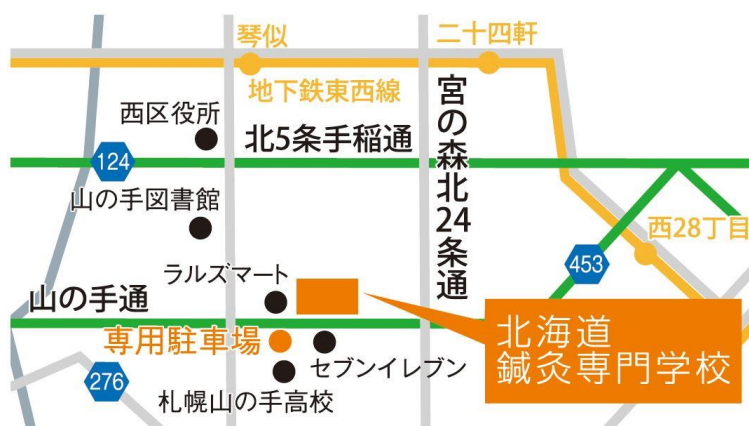 琴似
二十四軒
地下鉄東西線
西区役所
北5条手稲通
宮の森北24条通
124
山の手図書館
西28丁目
453
ラルズマート
山の手通
専用駐車場
セブンイレブン
北海道
鍼灸専門学校
276
札幌山の手高校